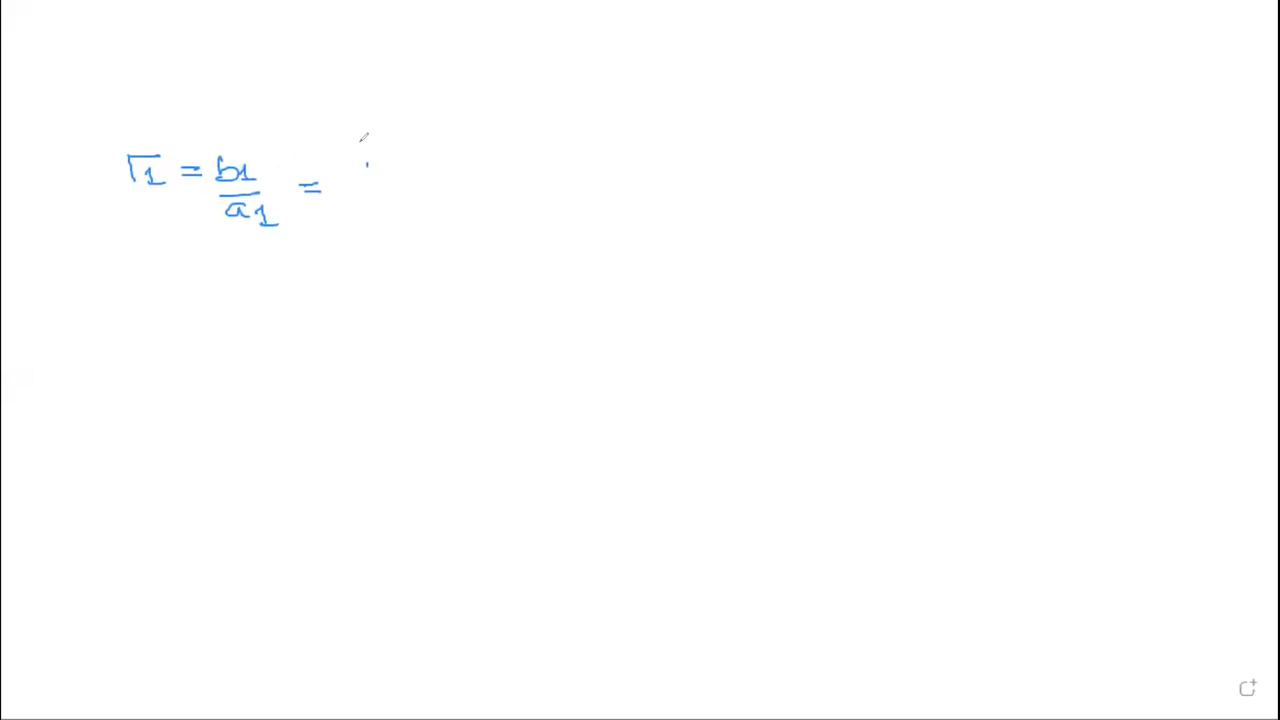 Γ1 = b1/a1 =